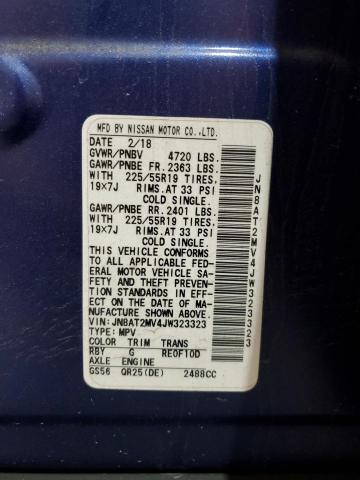 MFD BY NISSAN MOTOR CO.,LTD.
DATE 2/18
GVWR/PNBV 4720 LBS.
GAWR/PNBE FR. 2363 LBS.
WITH 225/55R19 TIRES,
19×7J RIMS.AT 33 PSI
COLD SINGLE.
GAWR/PNBE RR. 2401 LBS.
WITH 225/55R19 TIRES,
19×7J RIMS.AT 33 PSI
COLD SINGLE.
THIS VEHICLE CONFORMS
TO ALL APPLICABLE FED-
ERAL MOTOR VEHICLE SA-
FETY AND THEFT PREVEN-
TION STANDARDS IN EFF-
ECT ON THE DATE OF MA-
NUFACTURE SHOWN ABOVE.
VIN: JN8AT2MV4JW323323
TYPE: MPV
COLOR TRIM TRANS
RBY G RE0F10D
AXLE ENGINE
GS56 QR25(DE) 2488CC
JN8AT2MV4JW323323